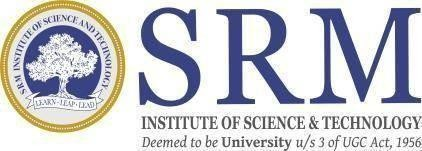 SRM INSTITUTE OF SCIENCE AND TECHNOLOGY
LEARN · LEAP · LEAD
SRM
INSTITUTE OF SCIENCE & TECHNOLOGY
Deemed to be University u/s 3 of UGC Act, 1956